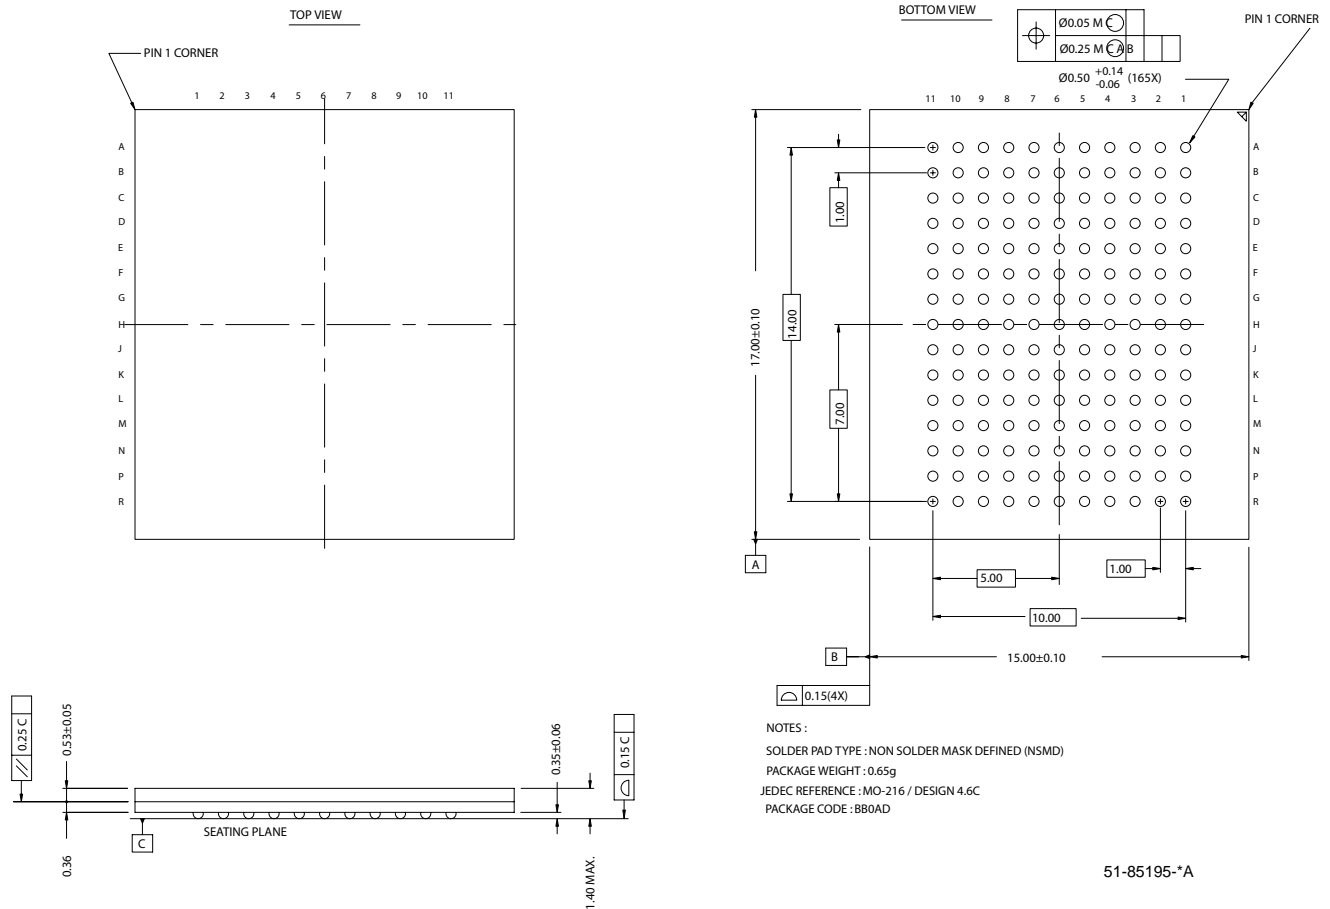 TOP VIEW
PIN 1 CORNER
1 2 3 4 5 6 7 8 9 10 11
A
B
C
D
E
F
G
H
J
K
L
M
N
P
R
BOTTOM VIEW
PIN 1 CORNER
Ø0.05 M C
Ø0.25 M C A B
Ø0.50 +0.14 -0.06 (165X)
11 10 9 8 7 6 5 4 3 2 1
A
B
C
D
E
F
G
H
J
K
L
M
N
P
R
1.00
14.00
17.00±0.10
7.00
A
5.00
1.00
10.00
B
15.00±0.10
0.15(4X)
0.25 C
0.53±0.05
0.35±0.06
0.15 C
SEATING PLANE
C
0.36
1.40 MAX.
NOTES :
SOLDER PAD TYPE : NON SOLDER MASK DEFINED (NSMD)
PACKAGE WEIGHT : 0.65g
JEDEC REFERENCE : MO-216 / DESIGN 4.6C
PACKAGE CODE : BB0AD
51-85195-*A